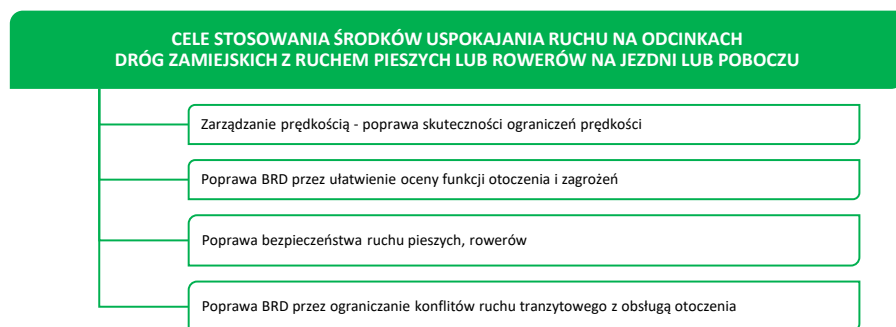 CELE STOSOWANIA ŚRODKÓW USPOKAJANIA RUCHU NA ODCINKACH
DRÓG ZAMIEJSKICH Z RUCHEM PIESZYCH LUB ROWERÓW NA JEZDNI LUB POBOCZU
Zarządzanie prędkością - poprawa skuteczności ograniczeń prędkości
Poprawa BRD przez ułatwienie oceny funkcji otoczenia i zagrożeń
Poprawa bezpieczeństwa ruchu pieszych, rowerów
Poprawa BRD przez ograniczanie konfliktów ruchu tranzytowego z obsługą otoczenia